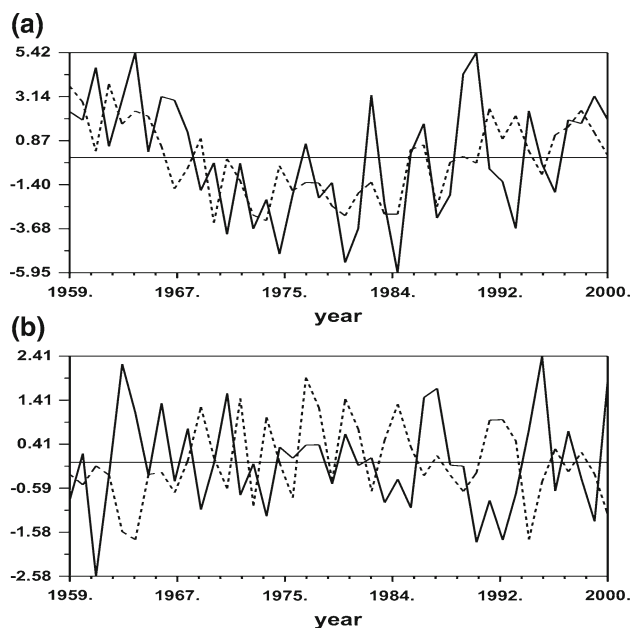 (a)
5.42
3.14
0.87
-1.40
-3.68
-5.95
1959. 1967. 1975. 1984. 1992. 2000.
year
(b)
2.41
1.41
0.41
-0.59
-1.58
-2.58
1959. 1967. 1975. 1984. 1992. 2000.
year